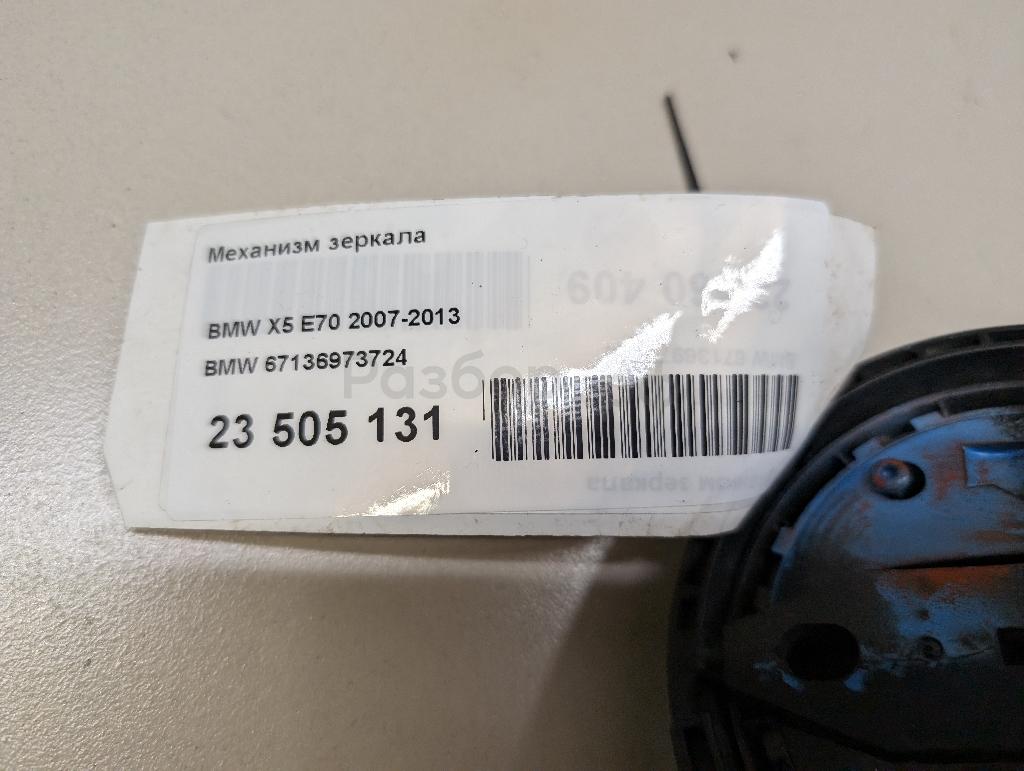 Механизм зеркала
BMW X5 E70 2007-2013
BMW 67136973724
23 505 131